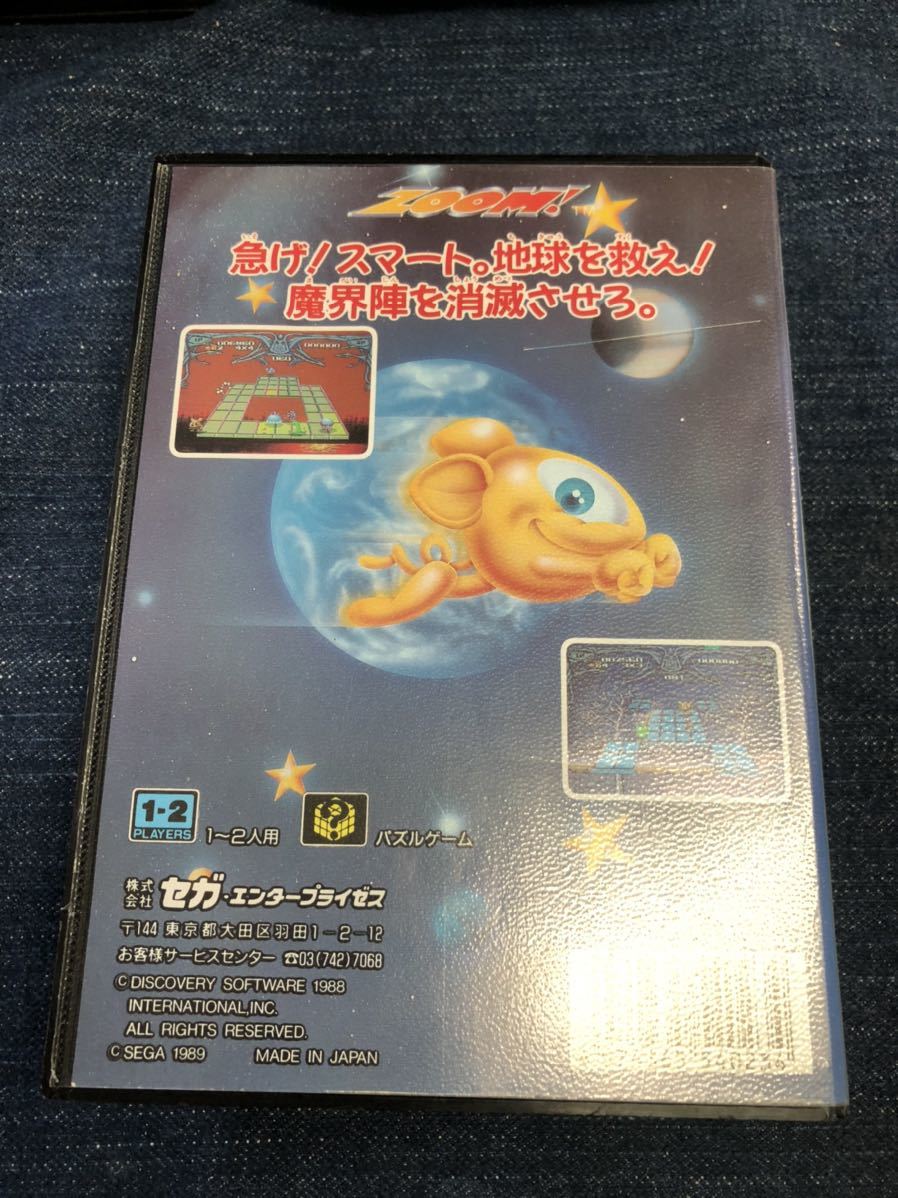 ZOOM! TM
急げ！スマート。地球を救え！
魔界陣を消滅させろ。
1-2
PLAYERS
1〜2人用
パズルゲーム
株式会社 セガ・エンタープライゼス
〒144 東京都大田区羽田1-2-12
お客様サービスセンター ☎03(742)7068
©DISCOVERY SOFTWARE 1988
INTERNATIONAL,INC.
ALL RIGHTS RESERVED.
©SEGA 1989 MADE IN JAPAN